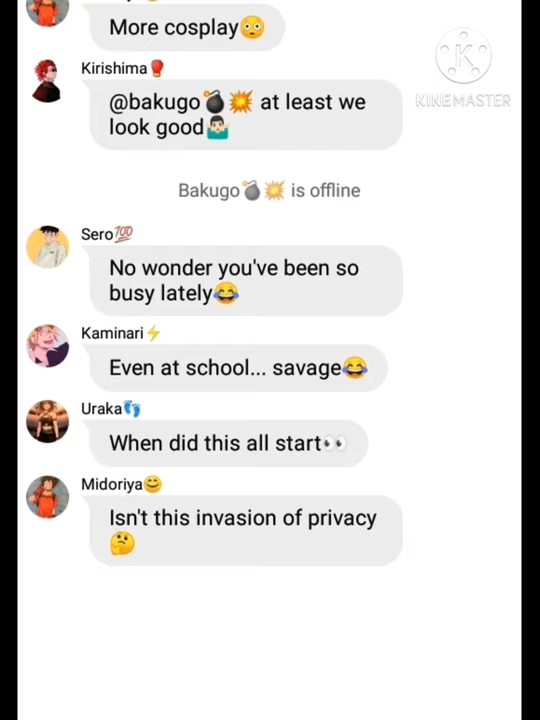 More cosplay😳
Kirishima🥊
@bakugo💣💥 at least we
look good🤷🏻‍♂️
Bakugo💣💥 is offline
Sero💯
No wonder you've been so
busy lately😂
Kaminari⚡
Even at school... savage😂
Uraka👣
When did this all start👀
Midoriya😊
Isn't this invasion of privacy
🤔
K
KINEMASTER